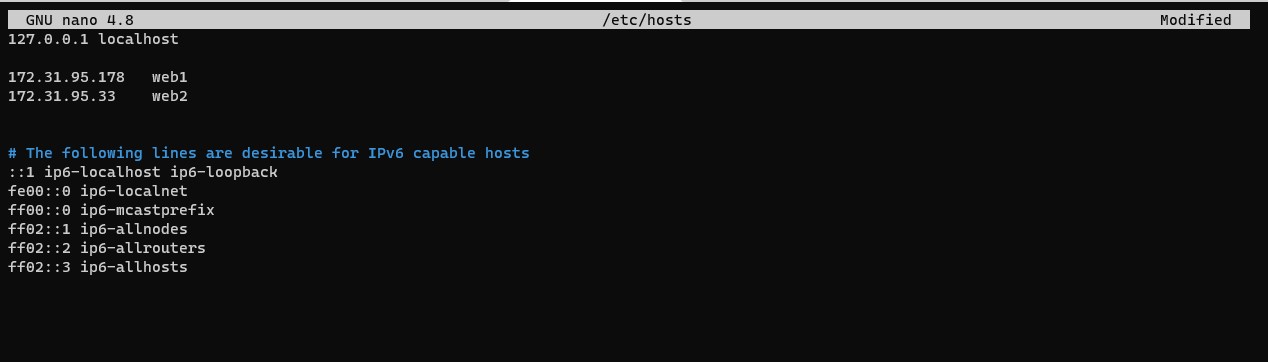 GNU nano 4.8 /etc/hosts Modified
127.0.0.1 localhost
172.31.95.178 web1
172.31.95.33 web2
# The following lines are desirable for IPv6 capable hosts
::1 ip6-localhost ip6-loopback
fe00::0 ip6-localnet
ff00::0 ip6-mcastprefix
ff02::1 ip6-allnodes
ff02::2 ip6-allrouters
ff02::3 ip6-allhosts